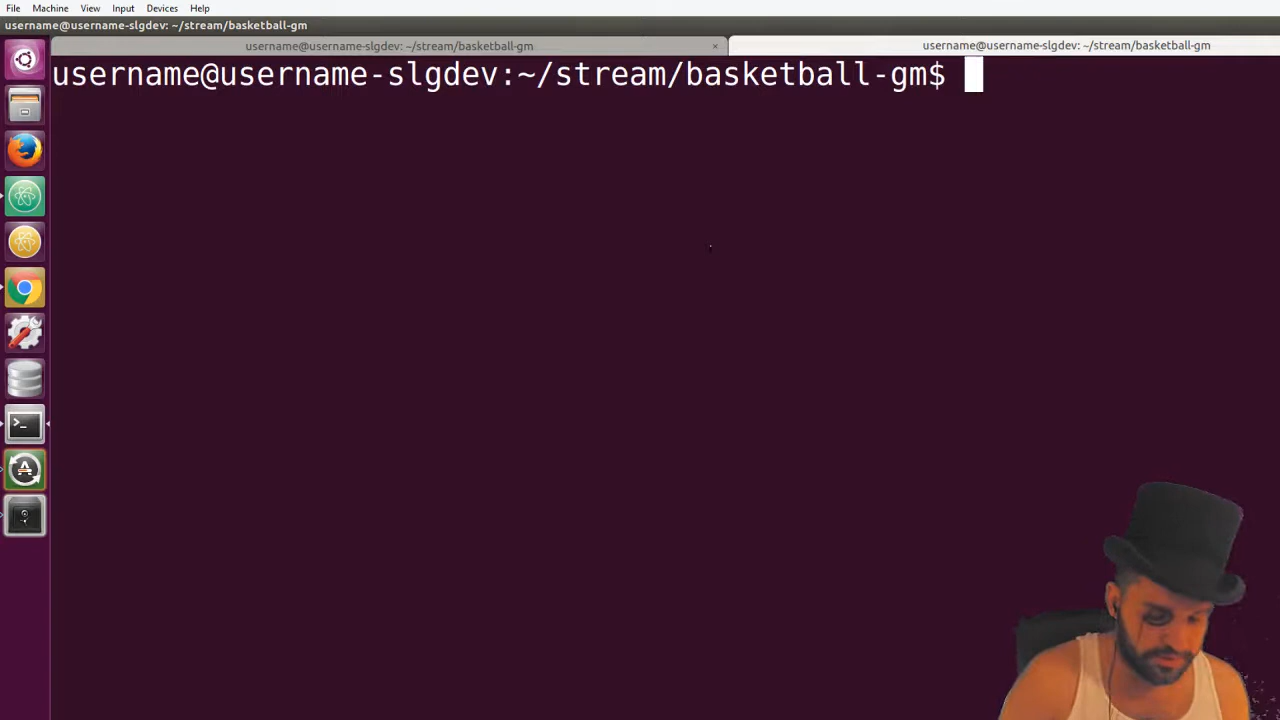 File Machine View Input Devices Help
username@username-slgdev: ~/stream/basketball-gm
username@username-slgdev: ~/stream/basketball-gm × username@username-slgdev: ~/stream/basketball-gm
username@username-slgdev:~/stream/basketball-gm$